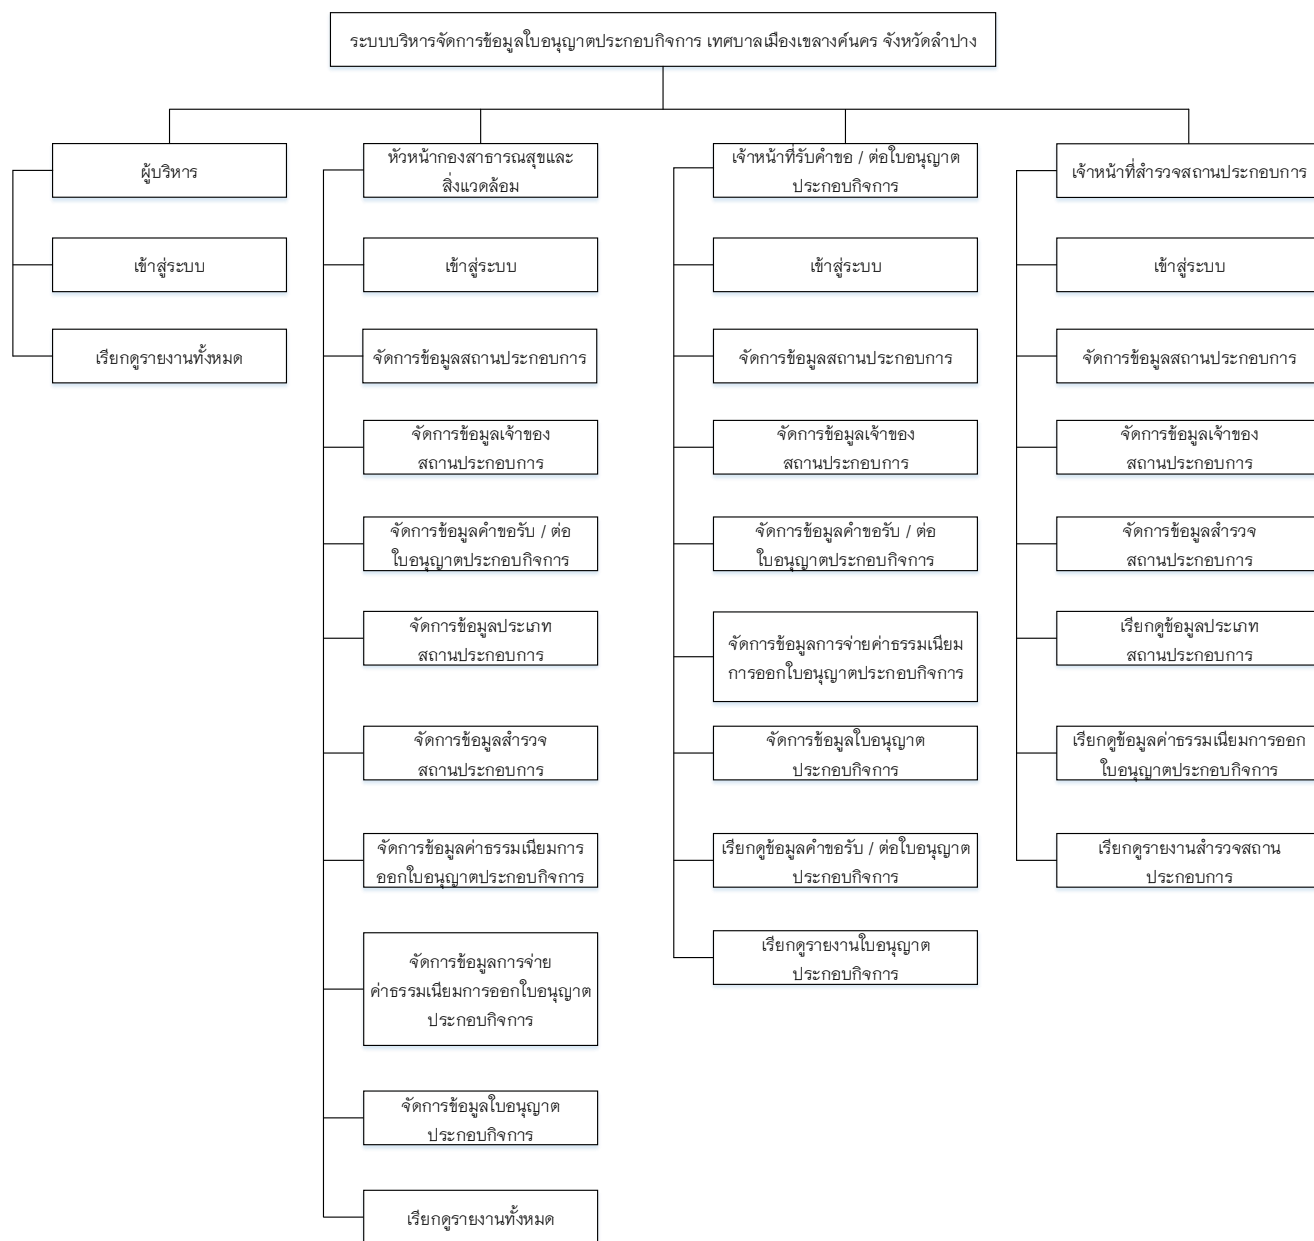 ระบบบริหารจัดการข้อมูลใบอนุญาตประกอบกิจการ เทศบาลเมืองเขลางค์นคร จังหวัดลำปาง
ผู้บริหาร
เข้าสู่ระบบ
เรียกดูรายงานทั้งหมด
หัวหน้ากองสาธารณสุขและ
สิ่งแวดล้อม
เข้าสู่ระบบ
จัดการข้อมูลสถานประกอบการ
จัดการข้อมูลเจ้าของ
สถานประกอบการ
จัดการข้อมูลคำขอรับ / ต่อ
ใบอนุญาตประกอบกิจการ
จัดการข้อมูลประเภท
สถานประกอบการ
จัดการข้อมูลสำรวจ
สถานประกอบการ
จัดการข้อมูลค่าธรรมเนียมการ
ออกใบอนุญาตประกอบกิจการ
จัดการข้อมูลการจ่าย
ค่าธรรมเนียมการออกใบอนุญาต
ประกอบกิจการ
จัดการข้อมูลใบอนุญาต
ประกอบกิจการ
เรียกดูรายงานทั้งหมด
เจ้าหน้าที่รับคำขอ / ต่อใบอนุญาต
ประกอบกิจการ
เข้าสู่ระบบ
จัดการข้อมูลสถานประกอบการ
จัดการข้อมูลเจ้าของ
สถานประกอบการ
จัดการข้อมูลคำขอรับ / ต่อ
ใบอนุญาตประกอบกิจการ
จัดการข้อมูลการจ่ายค่าธรรมเนียม
การออกใบอนุญาตประกอบกิจการ
จัดการข้อมูลใบอนุญาต
ประกอบกิจการ
เรียกดูข้อมูลคำขอรับ / ต่อใบอนุญาต
ประกอบกิจการ
เรียกดูรายงานใบอนุญาต
ประกอบกิจการ
เจ้าหน้าที่สำรวจสถานประกอบการ
เข้าสู่ระบบ
จัดการข้อมูลสถานประกอบการ
จัดการข้อมูลเจ้าของ
สถานประกอบการ
จัดการข้อมูลสำรวจ
สถานประกอบการ
เรียกดูข้อมูลประเภท
สถานประกอบการ
เรียกดูข้อมูลค่าธรรมเนียมการออก
ใบอนุญาตประกอบกิจการ
เรียกดูรายงานสำรวจสถาน
ประกอบการ